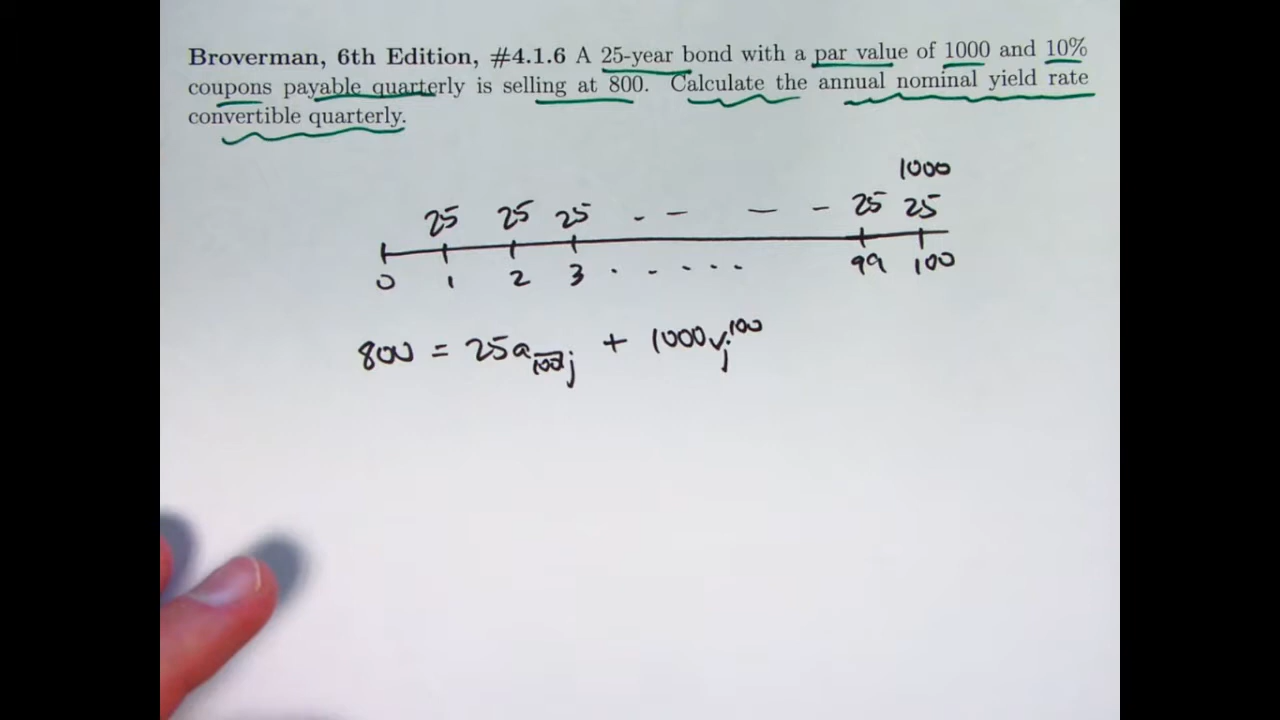 Broverman, 6th Edition, #4.1.6 A 25-year bond with a par value of 1000 and 10%
coupons payable quarterly is selling at 800. Calculate the annual nominal yield rate
convertible quarterly.
1000
25 25 25 - - - - 25 25
0 1 2 3 . . . . . 99 100
800 = 25a100̅|j + 1000vj^100